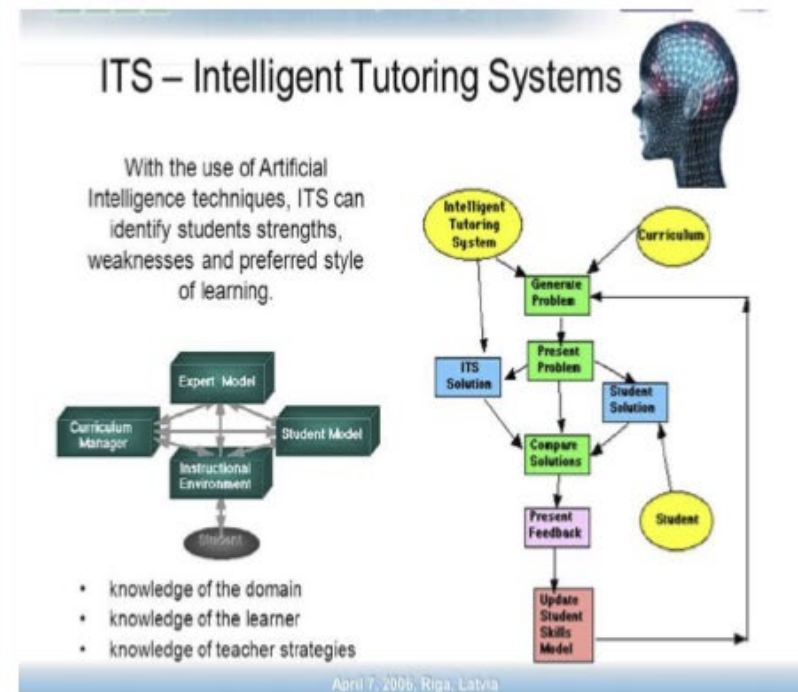 ITS – Intelligent Tutoring Systems
With the use of Artificial
Intelligence techniques, ITS can
identify students strengths,
weaknesses and preferred style
of learning.
Expert Model
Curriculum
Manager
Student Model
Instructional
Environment
Student
• knowledge of the domain
• knowledge of the learner
• knowledge of teacher strategies
Intelligent
Tutoring
System
Curriculum
Generate
Problem
Present
Problem
ITS
Solution
Student
Solution
Compare
Solutions
Present
Feedback
Student
Update
Student
Skills
Model
April 7, 2006, Riga, Latvia